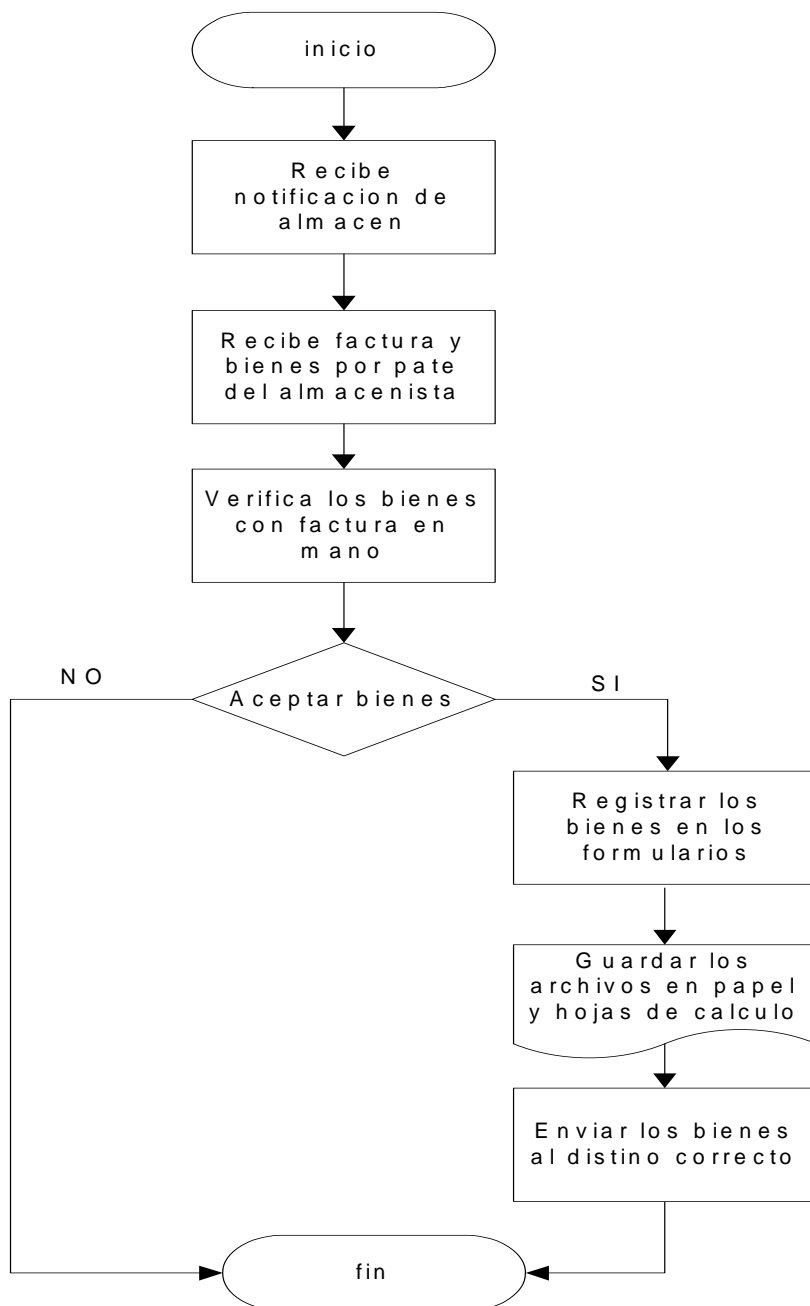 inicio
Recibe
notificacion de
almacen
Recibe factura y
bienes por pate
del almacenista
Verifica los bienes
con factura en
mano
Aceptar bienes
NO
SI
Registrar los
bienes en los
formularios
Guardar los
archivos en papel
y hojas de calculo
Enviar los bienes
al distino correcto
fin